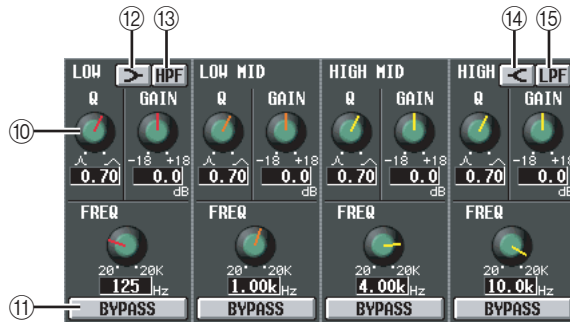 ⑫ ⑬ ⑭ ⑮
LOW HPF LOW MID HIGH MID HIGH LPF
Q GAIN Q GAIN Q GAIN Q GAIN
⑩
-18 +18 -18 +18 -18 +18 -18 +18
0.70 0.0 0.70 0.0 0.70 0.0 0.70 0.0
dB dB dB dB
FREQ FREQ FREQ FREQ
20 20K 20 20K 20 20K 20 20K
125 Hz 1.00k Hz 4.00k Hz 10.0k Hz
⑪ BYPASS BYPASS BYPASS BYPASS